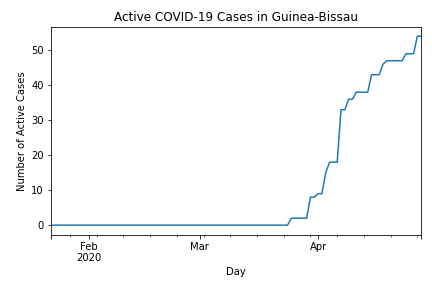 Active COVID-19 Cases in Guinea-Bissau
Number of Active Cases
50
40
30
20
10
0
Feb
2020
Mar
Apr
Day